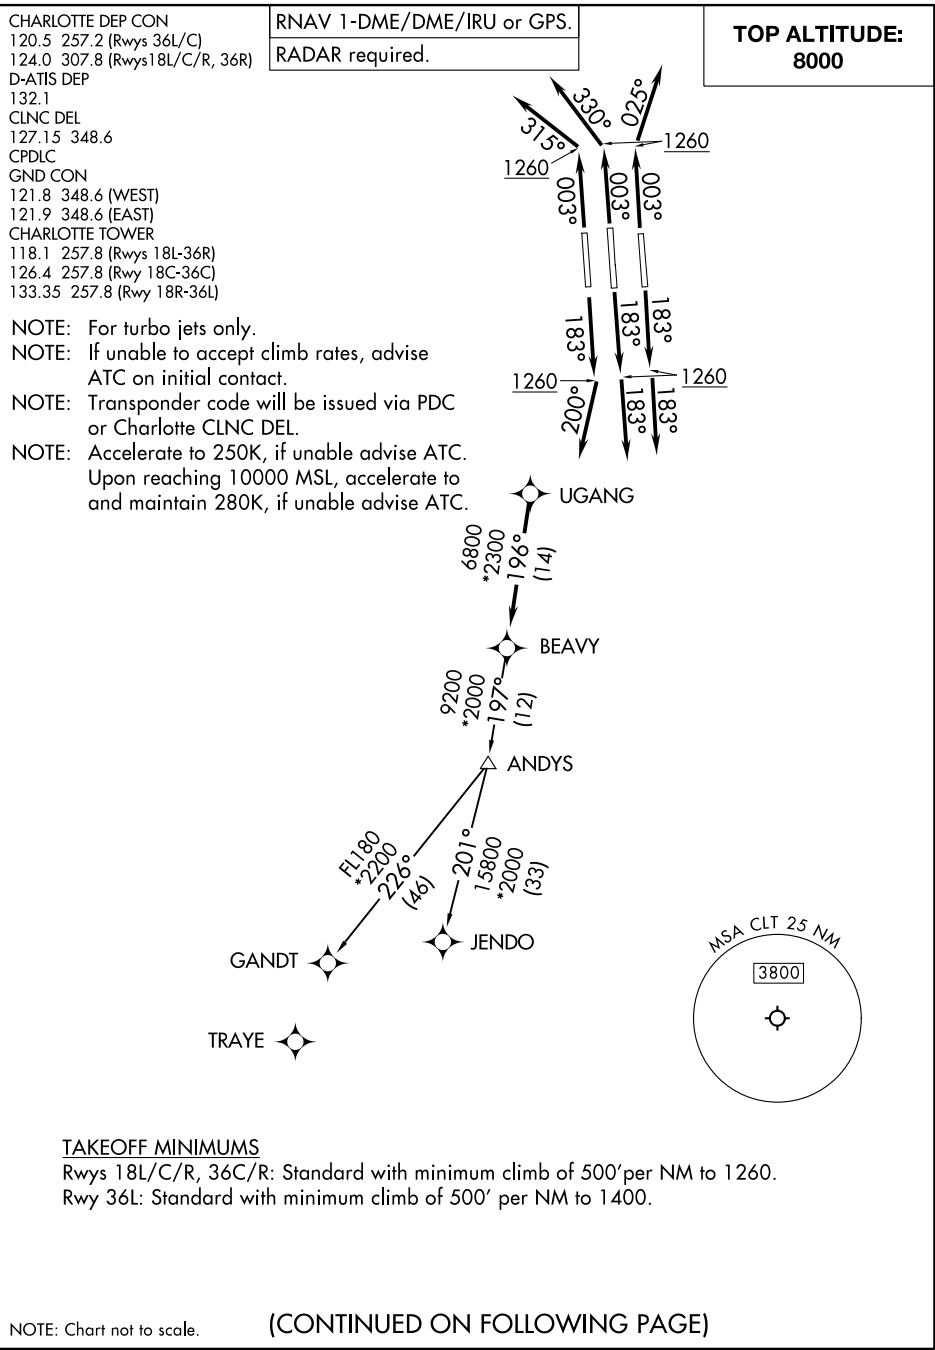 CHARLOTTE DEP CON
120.5 257.2 (Rwys 36L/C)
124.0 307.8 (Rwys18L/C/R, 36R)
D-ATIS DEP
132.1
CLNC DEL
127.15 348.6
CPDLC
GND CON
121.8 348.6 (WEST)
121.9 348.6 (EAST)
CHARLOTTE TOWER
118.1 257.8 (Rwys 18L-36R)
126.4 257.8 (Rwy 18C-36C)
133.35 257.8 (Rwy 18R-36L)
RNAV 1-DME/DME/IRU or GPS.
RADAR required.
TOP ALTITUDE:
8000
NOTE: For turbo jets only.
NOTE: If unable to accept climb rates, advise
ATC on initial contact.
NOTE: Transponder code will be issued via PDC
or Charlotte CLNC DEL.
NOTE: Accelerate to 250K, if unable advise ATC.
Upon reaching 10000 MSL, accelerate to
and maintain 280K, if unable advise ATC.
315°
330°
025°
1260
1260
003°
003°
003°
183°
183°
183°
1260
1260
200°
183°
183°
UGANG
6800
*2300
196°
(14)
BEAVY
9200
*2000
197°
(12)
ANDYS
FL180
*2200
226°
(46)
201°
15800
*2000
(33)
GANDT
JENDO
TRAYE
MSA CLT 25 NM
3800
TAKEOFF MINIMUMS
Rwys 18L/C/R, 36C/R: Standard with minimum climb of 500'per NM to 1260.
Rwy 36L: Standard with minimum climb of 500' per NM to 1400.
NOTE: Chart not to scale.
(CONTINUED ON FOLLOWING PAGE)